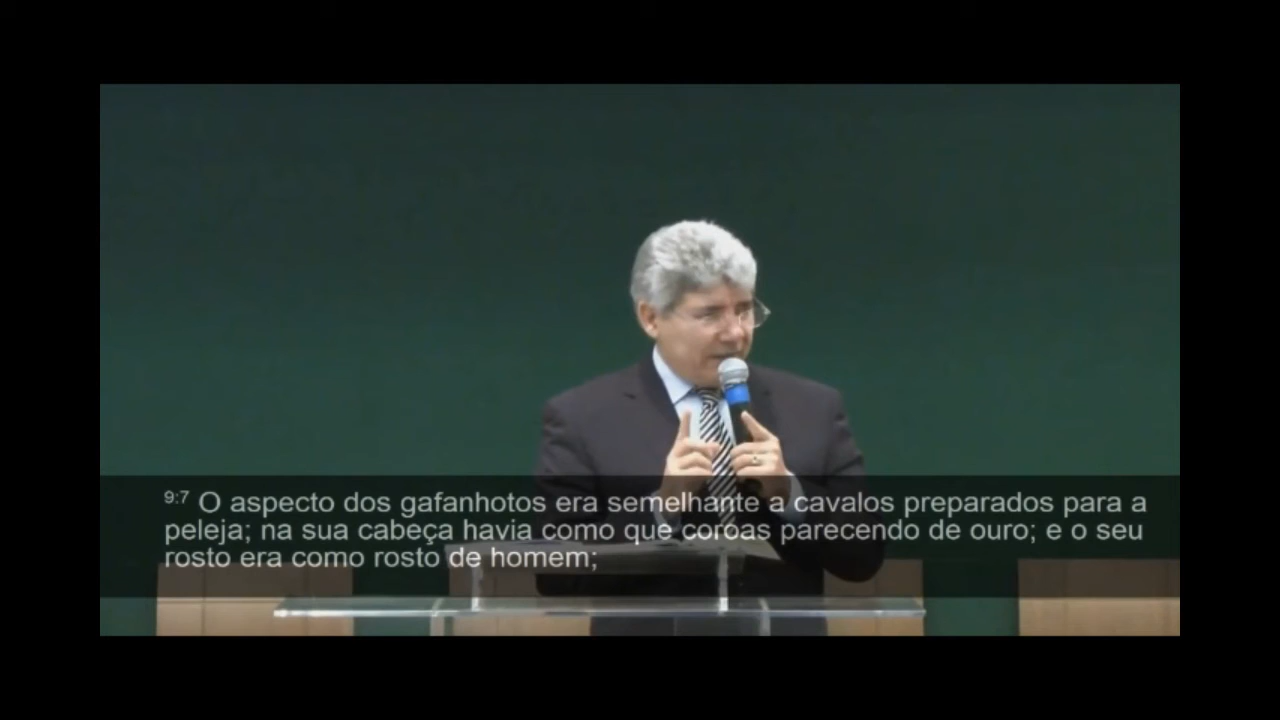 9:7 O aspecto dos gafanhotos era semelhante a cavalos preparados para a
peleja; na sua cabeça havia como que coroas parecendo de ouro; e o seu
rosto era como rosto de homem;